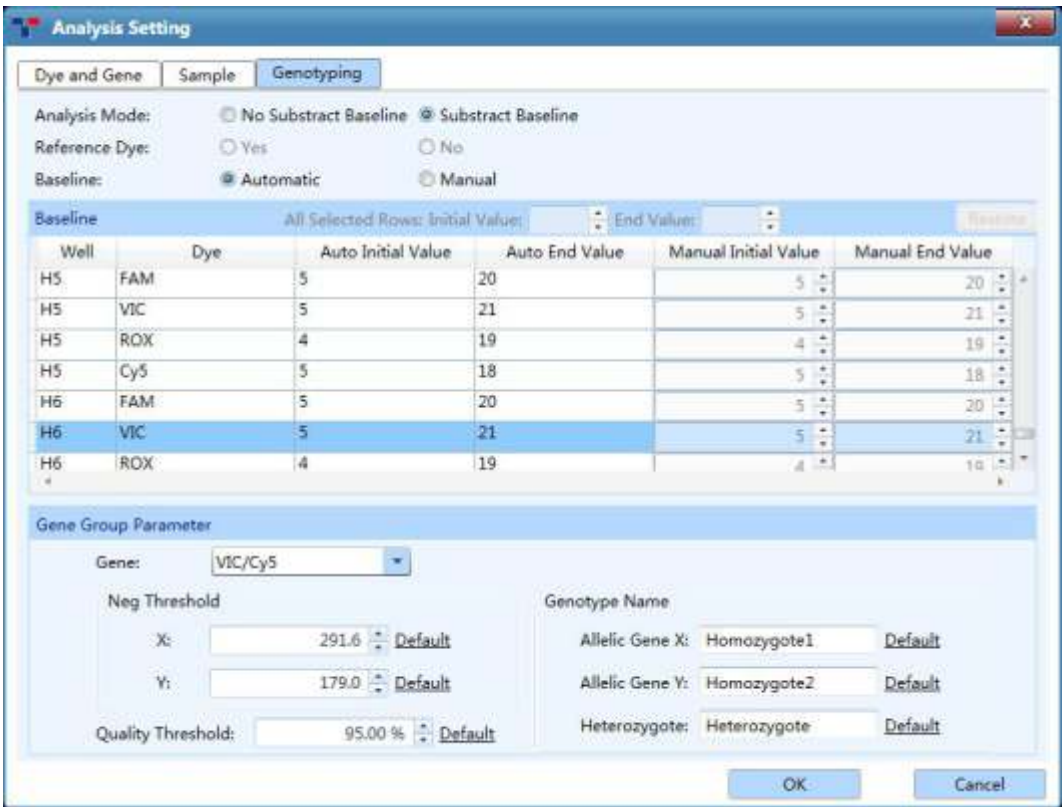 Analysis Setting
Dye and Gene Sample Genotyping
Analysis Mode: No Substract Baseline Substract Baseline
Reference Dye: Yes No
Baseline: Automatic Manual
Baseline All Selected Rows: Initial Value: End Value:
Well Dye Auto Initial Value Auto End Value Manual Initial Value Manual End Value
H5 FAM 5 20 5 20
H5 VIC 5 21 5 21
H5 ROX 4 19 4 19
H5 Cy5 5 18 5 18
H6 FAM 5 20 5 20
H6 VIC 5 21 5 21
H6 ROX 4 19 4 19
Gene Group Parameter
Gene: VIC/Cy5
Neg Threshold Genotype Name
X: 291.6 Default Allelic Gene X: Homozygote1 Default
Y: 179.0 Default Allelic Gene Y: Homozygote2 Default
Quality Threshold: 95.00 % Default Heterozygote: Heterozygote Default
OK Cancel